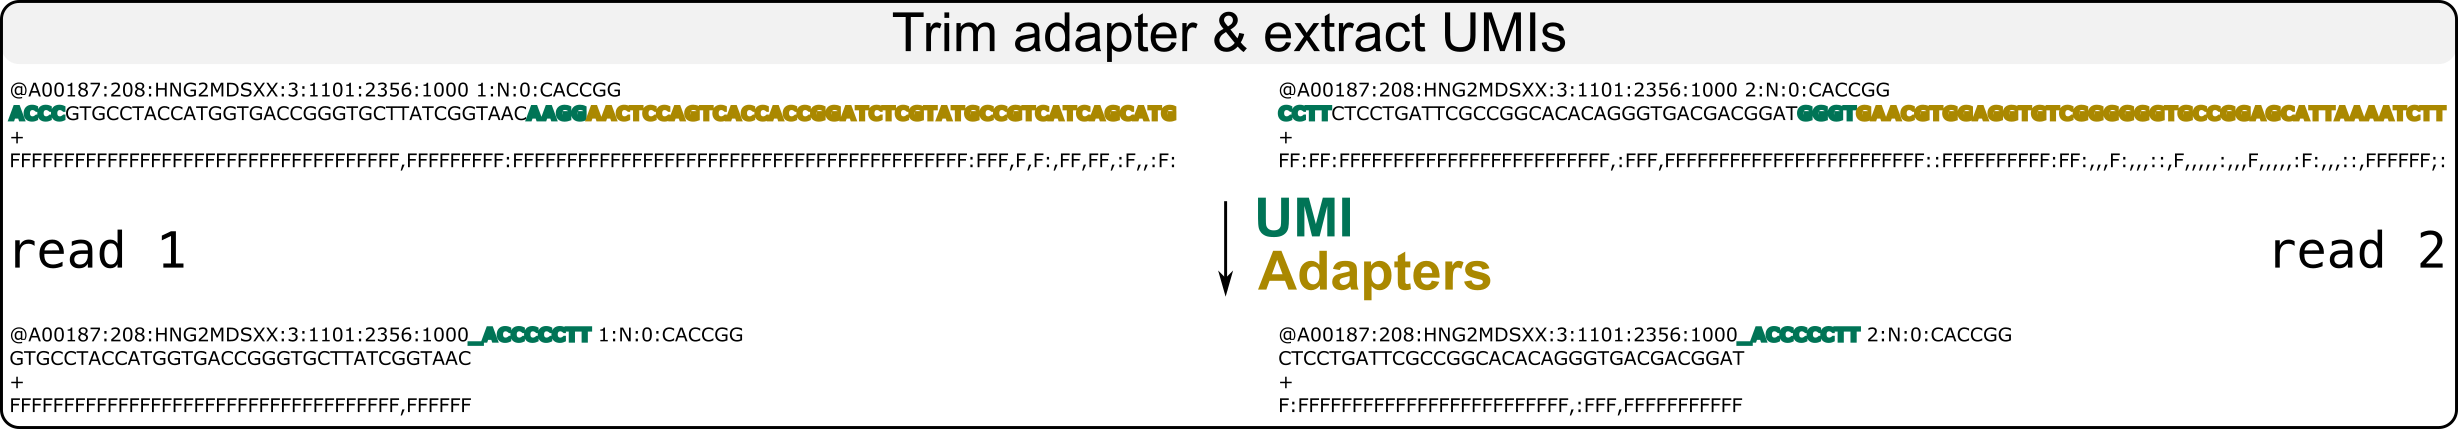 Trim adapter & extract UMIs
@A00187:208:HNG2MDSXX:3:1101:2356:1000 1:N:0:CACCGG
ACCCGTGCCTACCATGGTGACCGGGTGCTTATCGGTAACAAGGAACTCCAGTCACCACCGGATCTCGTATGCCGTCATCAGCATG
+
FFFFFFFFFFFFFFFFFFFFFFFFFFFFFFFFFFFF,FFFFFFFFF:FFFFFFFFFFFFFFFFFFFFFFFFFFFFFFFFFFFFFFFFFF:FFF,F,F:,FF,FF,:F,,:F:
@A00187:208:HNG2MDSXX:3:1101:2356:1000 2:N:0:CACCGG
CCTTCTCCTGATTCGCCGGCACACAGGGTGACGACGGATGGGTGAACGTGGAGGTGTCGGGGGGGTGCCGGAGCATTAAAATCTT
+
FF:FF:FFFFFFFFFFFFFFFFFFFFFFFFF,:FFF,FFFFFFFFFFFFFFFFFFFFFFFF::FFFFFFFFFF:FF:,,,F:,,,::,F,,,,,:,,,F,,,,,:F:,,,::,FFFFFF;:
UMI
Adapters
read 1
read 2
@A00187:208:HNG2MDSXX:3:1101:2356:1000_ACCCCCTT 1:N:0:CACCGG
GTGCCTACCATGGTGACCGGGTGCTTATCGGTAAC
+
FFFFFFFFFFFFFFFFFFFFFFFFFFFFFFFFFFFF,FFFFFF
@A00187:208:HNG2MDSXX:3:1101:2356:1000_ACCCCCTT 2:N:0:CACCGG
CTCCTGATTCGCCGGCACACAGGGTGACGACGGAT
+
F:FFFFFFFFFFFFFFFFFFFFFFFFF,:FFF,FFFFFFFFFFF